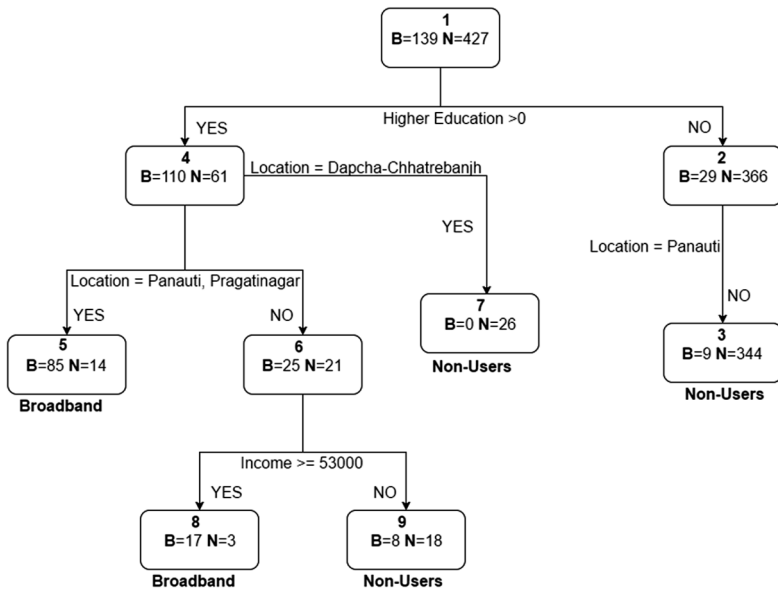 1
B=139 N=427
Higher Education >0
YES
NO
4
B=110 N=61
Location = Dapcha-Chhatrebanjh
2
B=29 N=366
YES
Location = Panauti
Location = Panauti, Pragatinagar
YES
NO
7
B=0 N=26
Non-Users
NO
5
B=85 N=14
Broadband
6
B=25 N=21
3
B=9 N=344
Non-Users
Income >= 53000
YES
NO
8
B=17 N=3
Broadband
9
B=8 N=18
Non-Users